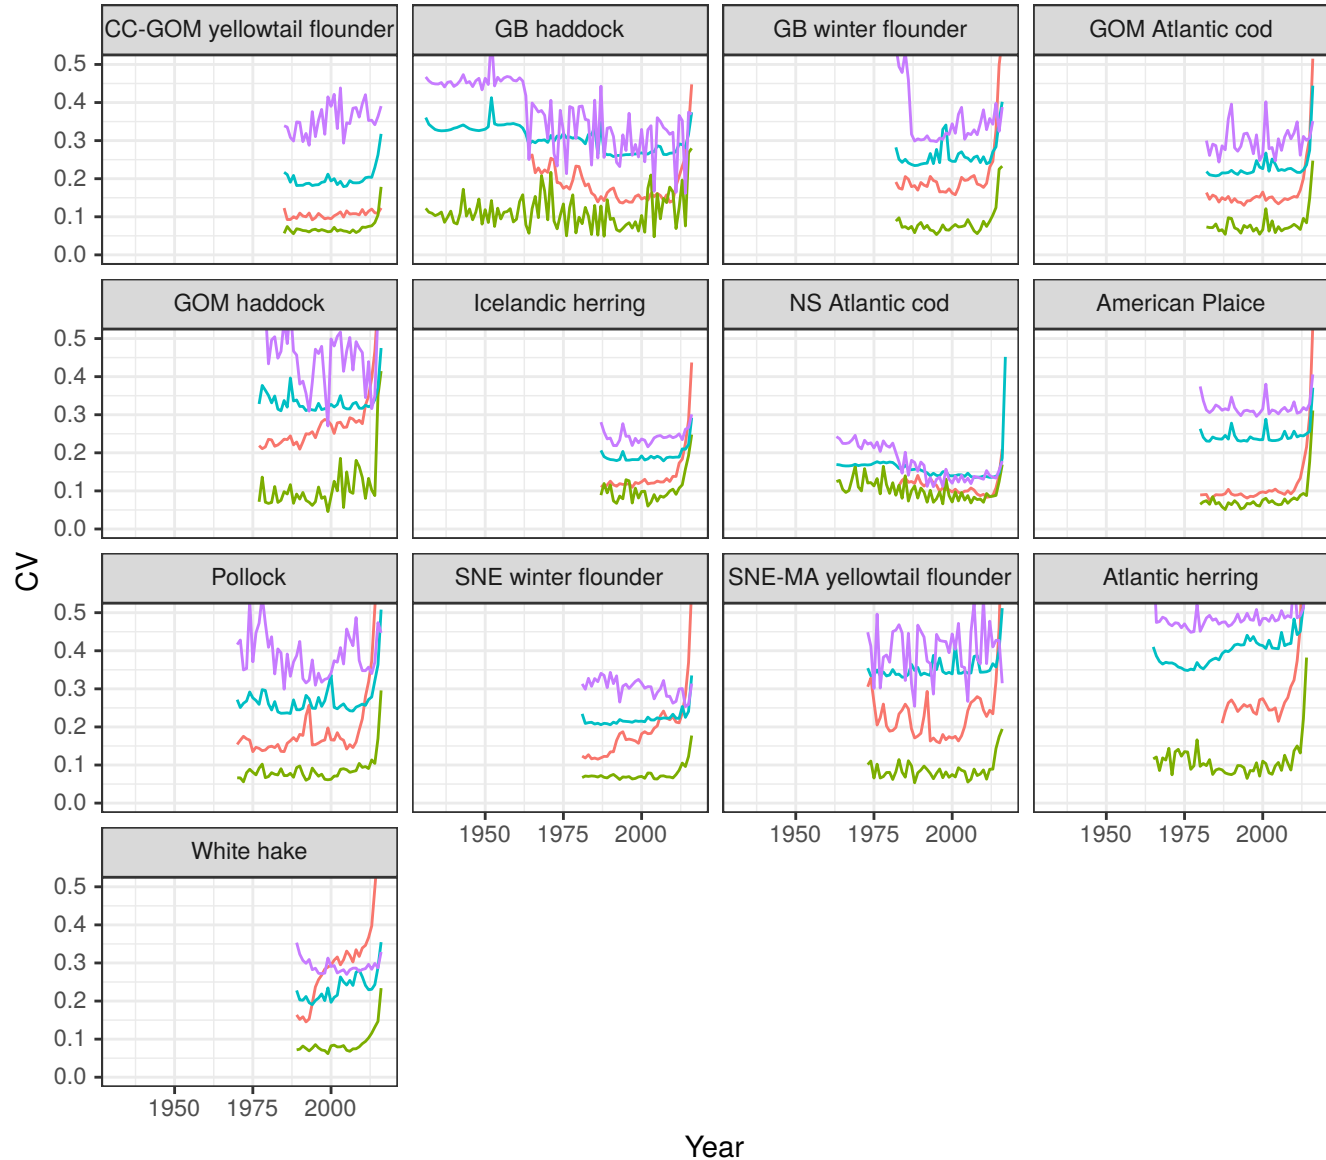 CC-GOM yellowtail flounder
GB haddock
GB winter flounder
GOM Atlantic cod
0.5
0.4
0.3
0.2
0.1
0.0
GOM haddock
Icelandic herring
NS Atlantic cod
American Plaice
0.5
0.4
0.3
0.2
0.1
0.0
CV
Pollock
SNE winter flounder
SNE-MA yellowtail flounder
Atlantic herring
0.5
0.4
0.3
0.2
0.1
0.0
1950 1975 2000
1950 1975 2000
1950 1975 2000
White hake
0.5
0.4
0.3
0.2
0.1
0.0
1950 1975 2000
Year